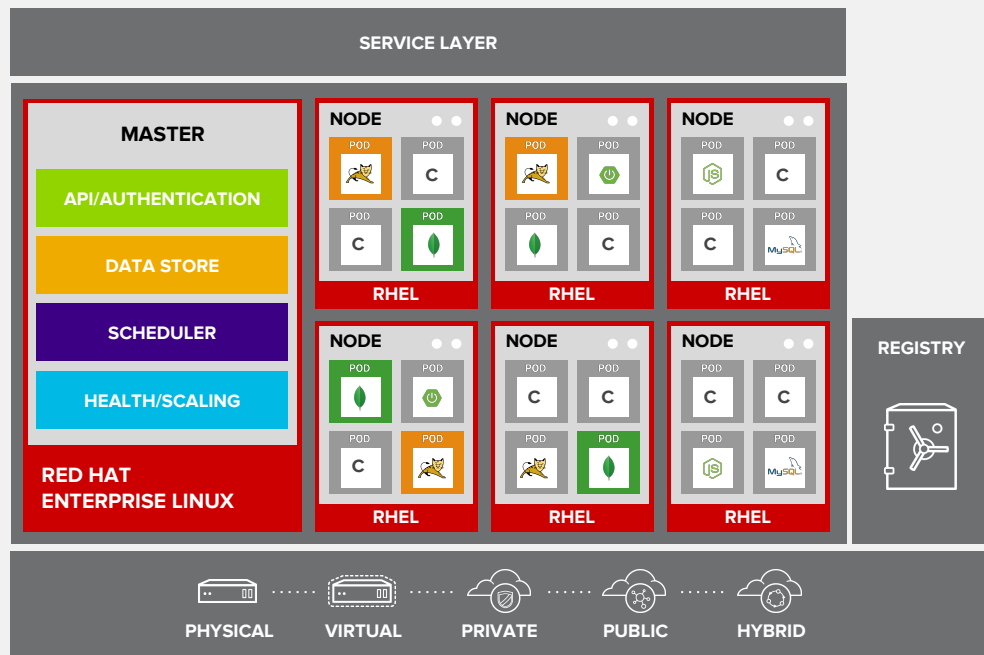 SERVICE LAYER
MASTER
API/AUTHENTICATION
DATA STORE
SCHEDULER
HEALTH/SCALING
RED HAT
ENTERPRISE LINUX
NODE
POD
POD
C
POD
POD
C
RHEL
NODE
POD
POD
POD
POD
C
RHEL
NODE
POD
POD
JS
C
POD
POD
C
MySQL
RHEL
NODE
POD
POD
POD
POD
C
RHEL
NODE
POD
POD
C
C
POD
POD
RHEL
NODE
POD
POD
C
C
POD
POD
JS
MySQL
RHEL
REGISTRY
PHYSICAL
VIRTUAL
PRIVATE
PUBLIC
HYBRID